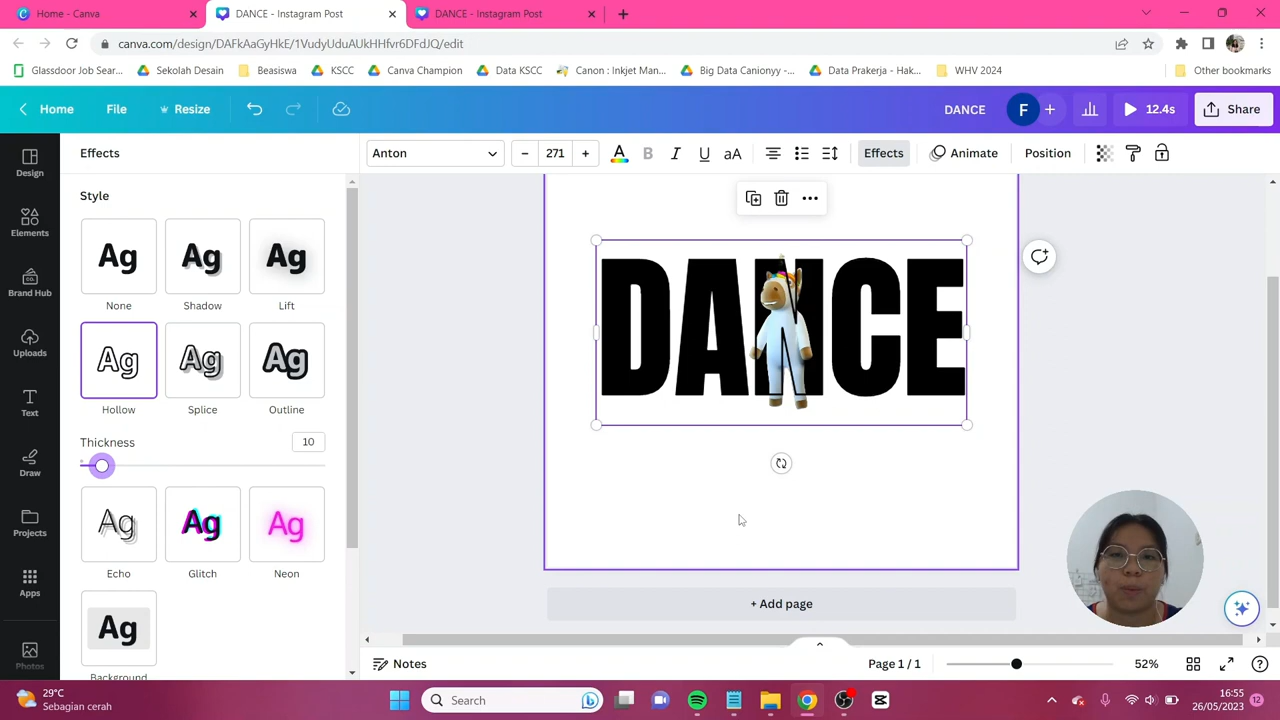 Home - Canva
DANCE - Instagram Post
DANCE - Instagram Post
canva.com/design/DAFkAaGyHkE/1VudyUduAUkHHfvr6DFdJQ/edit
Glassdoor Job Sear...
Sekolah Desain
Beasiswa
KSCC
Canva Champion
Data KSCC
Canon : Inkjet Man...
Big Data Canionyy -...
Data Prakerja - Hak...
WHV 2024
Other bookmarks
Home
File
Resize
DANCE
F
12.4s
Share
Design
Elements
Brand Hub
Uploads
Text
Draw
Projects
Apps
Photos
Effects
Style
Ag
Ag
Ag
None
Shadow
Lift
Ag
Ag
Ag
Hollow
Splice
Outline
Thickness
10
Ag
Ag
Ag
Echo
Glitch
Neon
Ag
Background
Anton
271
A
B
I
U
aA
Effects
Animate
Position
DANCE
+ Add page
Notes
Page 1 / 1
52%
29°C
Sebagian cerah
Search
16:55
26/05/2023
12